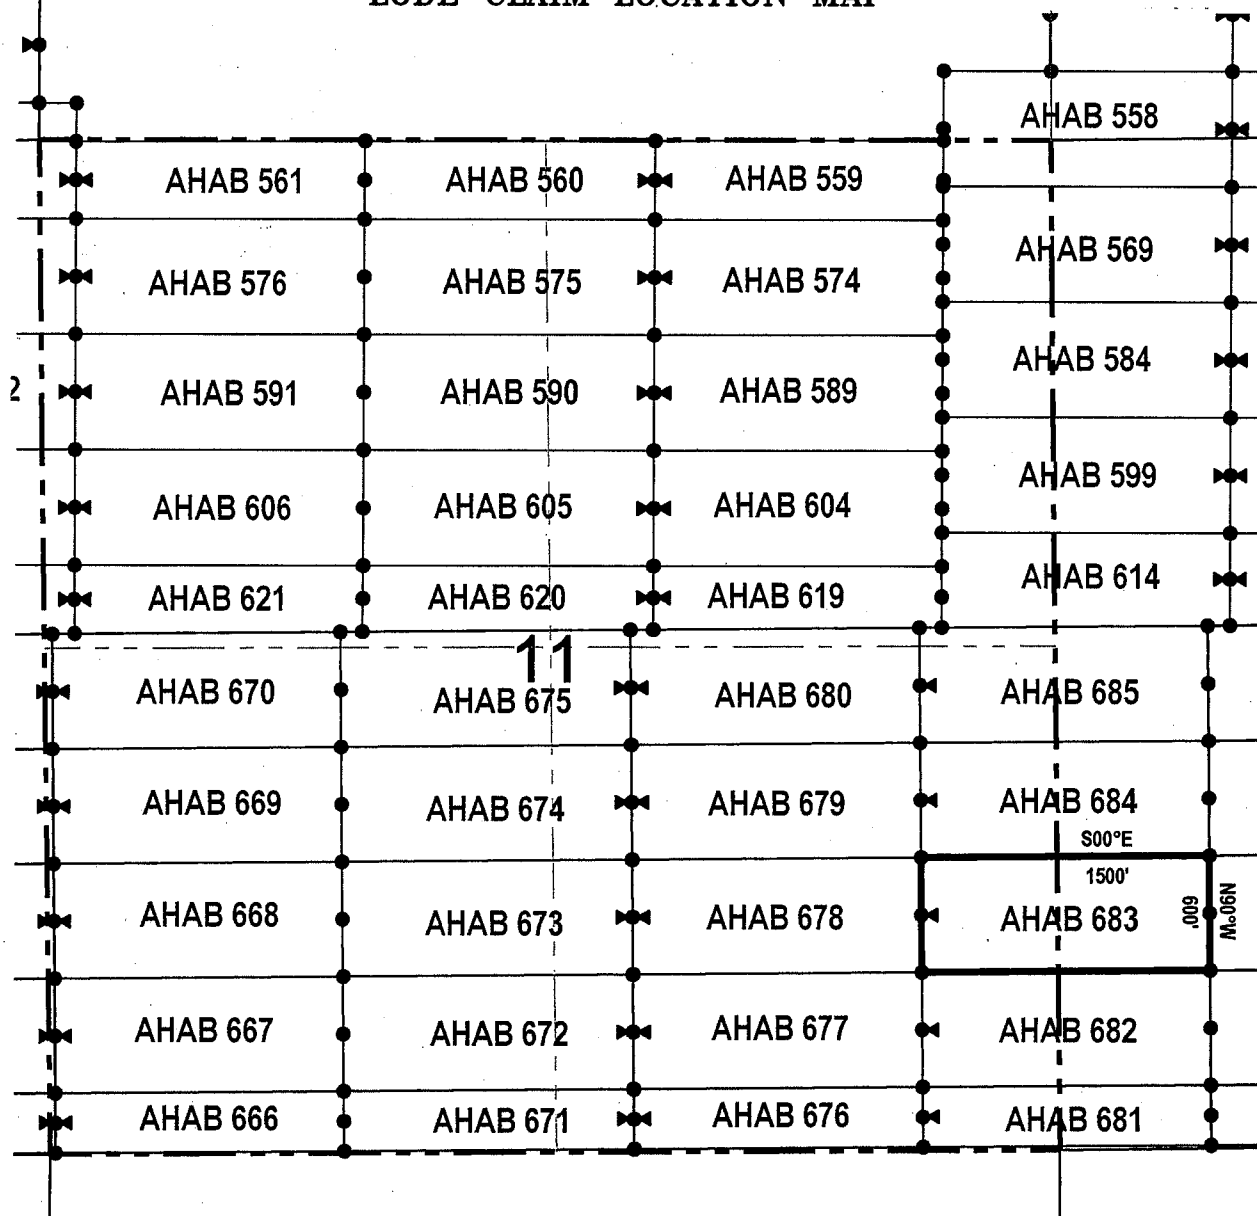 LODE CLAIM LOCATION MAP
AHAB 558
AHAB 561 AHAB 560 AHAB 559
AHAB 569
AHAB 576 AHAB 575 AHAB 574
AHAB 584
2 AHAB 591 AHAB 590 AHAB 589
AHAB 599
AHAB 606 AHAB 605 AHAB 604
AHAB 614
AHAB 621 AHAB 620 AHAB 619
11
AHAB 670 AHAB 675 AHAB 680 AHAB 685
AHAB 669 AHAB 674 AHAB 679 AHAB 684
S00°E
1500'
AHAB 668 AHAB 673 AHAB 678 AHAB 683 600' N90°W
AHAB 667 AHAB 672 AHAB 677 AHAB 682
AHAB 666 AHAB 671 AHAB 676 AHAB 681